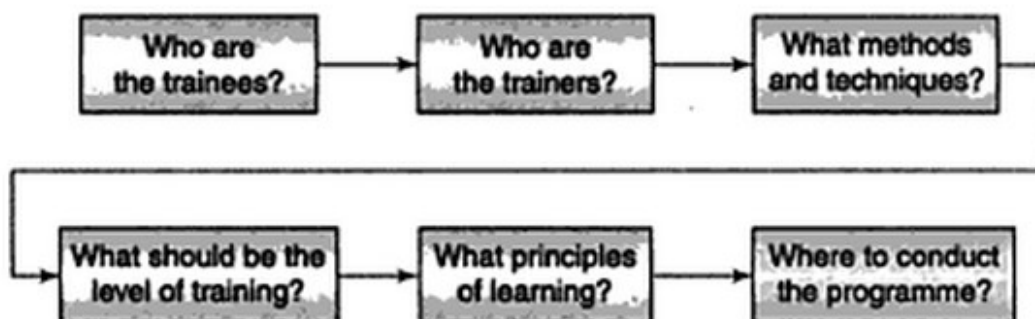 Who are
the trainees?
Who are
the trainers?
What methods
and techniques?
What should be the
level of training?
What principles
of learning?
Where to conduct
the programme?